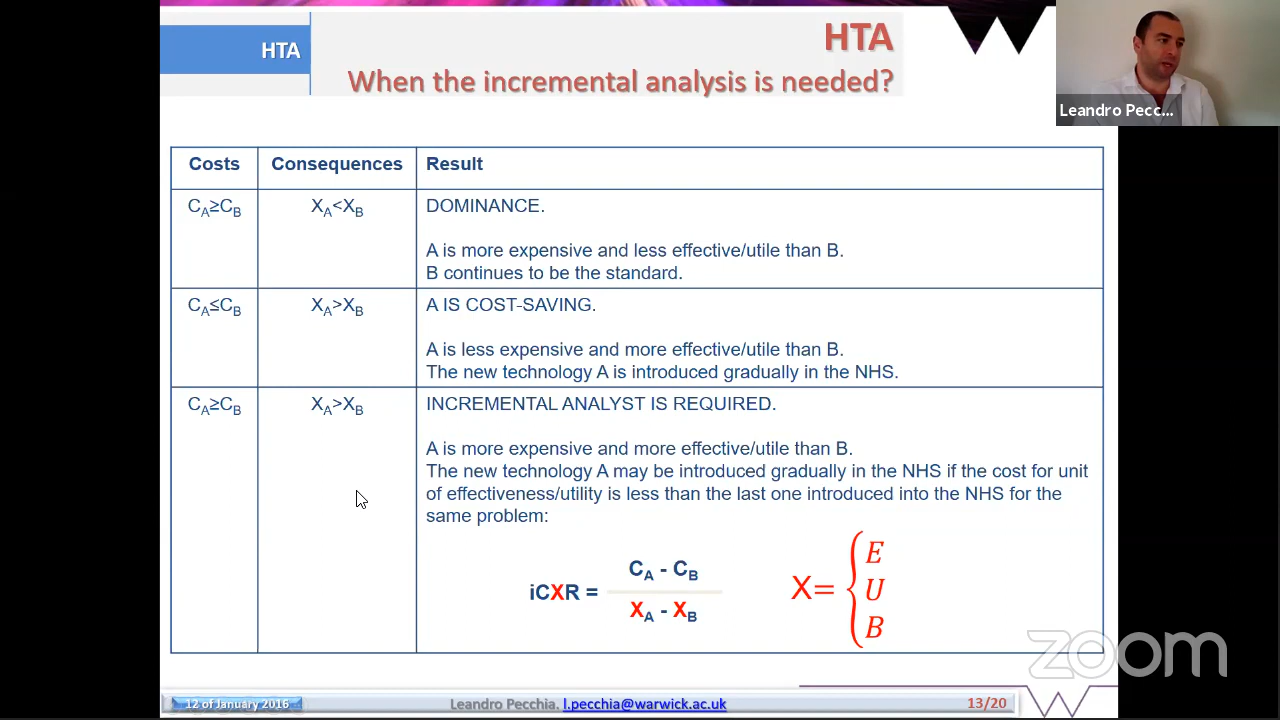 HTA
HTA
When the incremental analysis is needed?
Leandro Pecc...
Costs Consequences Result
CA≥CB XA<XB DOMINANCE.
A is more expensive and less effective/utile than B.
B continues to be the standard.
CA≤CB XA>XB A IS COST-SAVING.
A is less expensive and more effective/utile than B.
The new technology A is introduced gradually in the NHS.
CA≥CB XA>XB INCREMENTAL ANALYST IS REQUIRED.
A is more expensive and more effective/utile than B.
The new technology A may be introduced gradually in the NHS if the cost for unit
of effectiveness/utility is less than the last one introduced into the NHS for the
same problem:
CA - CB
iCXR =
XA - XB
E
X= { U
B
zoom
12 of January 2016 Leandro Pecchia. l.pecchia@warwick.ac.uk 13/20